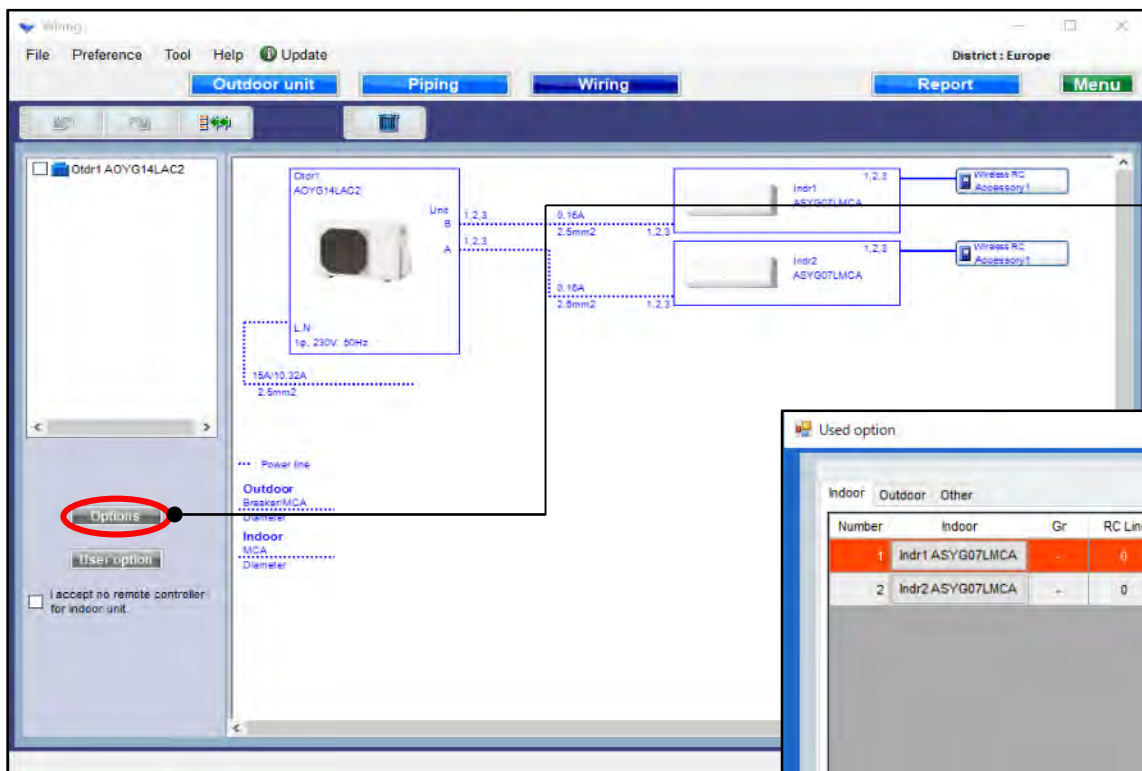 Wiring
File Preference Tool Help Update District : Europe
Outdoor unit Piping Wiring Report Menu
Otdr1 AOYG14LAC2
Otdr1
AOYG14LAC2
Unit
B 1,2,3
A 1,2,3
L,N
1φ, 230V, 50Hz
15A/10.32A
2.5mm2
0.16A
2.5mm2 1,2,3
0.16A
2.5mm2 1,2,3
1,2,3
Indr1
ASYG07LMCA
Wireless RC
Accessory1
1,2,3
Indr2
ASYG07LMCA
Wireless RC
Accessory1
Power line
Outdoor
Breaker/MCA
Diameter
Indoor
MCA
Diameter
Options
User option
I accept no remote controller
for indoor unit.
Used option
Indoor Outdoor Other
Number Indoor Gr RC Lin
1 Indr1 ASYG07LMCA - 0
2 Indr2 ASYG07LMCA - 0